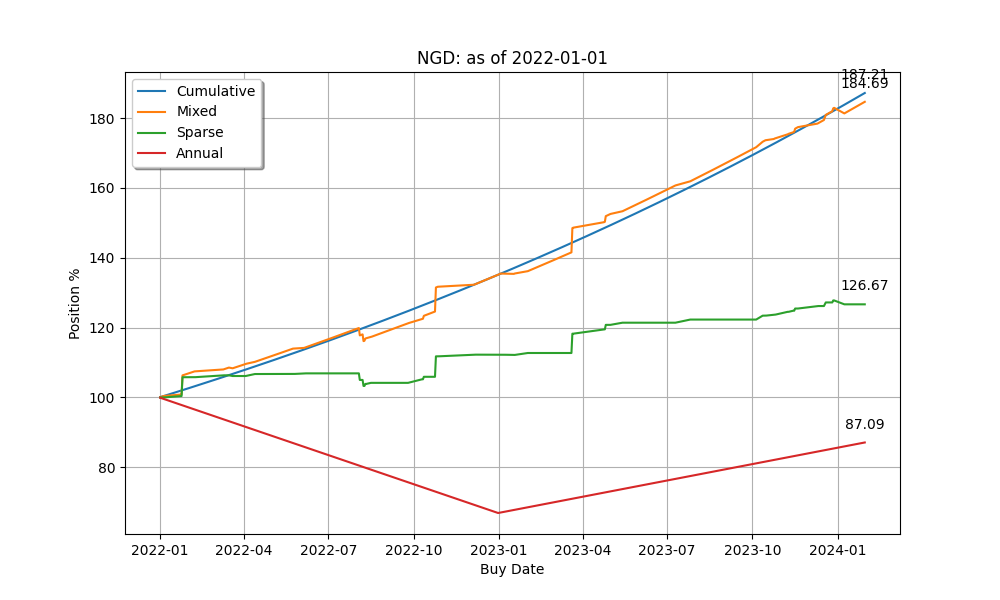 NGD: as of 2022-01-01
187.21
184.69
Cumulative
Mixed
Sparse
Annual
180
160
140
120
100
80
126.67
87.09
Position %
2022-01 2022-04 2022-07 2022-10 2023-01 2023-04 2023-07 2023-10 2024-01
Buy Date